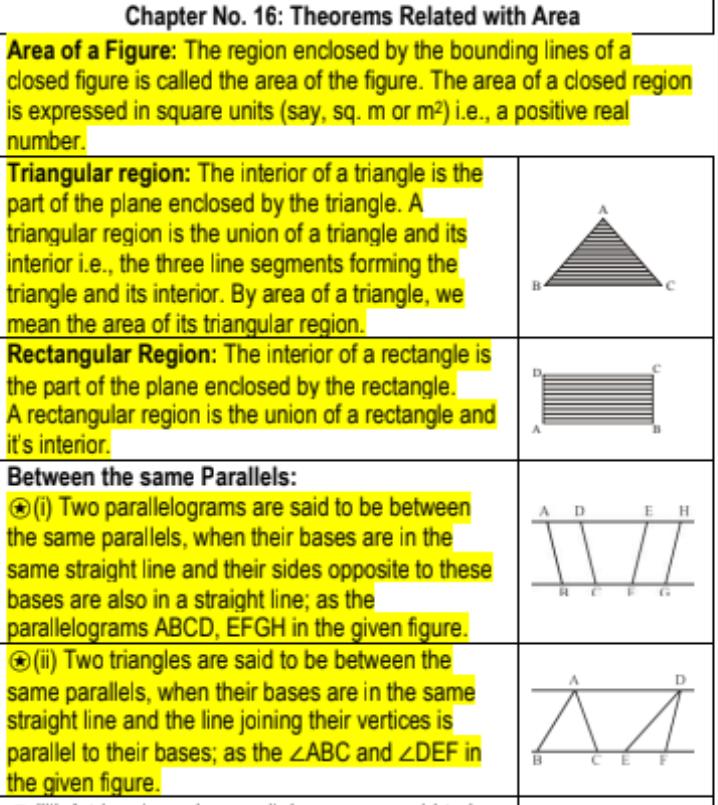 Chapter No. 16: Theorems Related with Area
Area of a Figure: The region enclosed by the bounding lines of a
closed figure is called the area of the figure. The area of a closed region
is expressed in square units (say, sq. m or m²) i.e., a positive real
number.
Triangular region: The interior of a triangle is the
part of the plane enclosed by the triangle. A
triangular region is the union of a triangle and its
interior i.e., the three line segments forming the
triangle and its interior. By area of a triangle, we
mean the area of its triangular region.
A
B C
Rectangular Region: The interior of a rectangle is
the part of the plane enclosed by the rectangle.
A rectangular region is the union of a rectangle and
it's interior.
D C
A B
Between the same Parallels:
⍟(i) Two parallelograms are said to be between
the same parallels, when their bases are in the
same straight line and their sides opposite to these
bases are also in a straight line; as the
parallelograms ABCD, EFGH in the given figure.
A D E H
B C F G
⍟(ii) Two triangles are said to be between the
same parallels, when their bases are in the same
straight line and the line joining their vertices is
parallel to their bases; as the ∠ABC and ∠DEF in
the given figure.
A D
B C E F